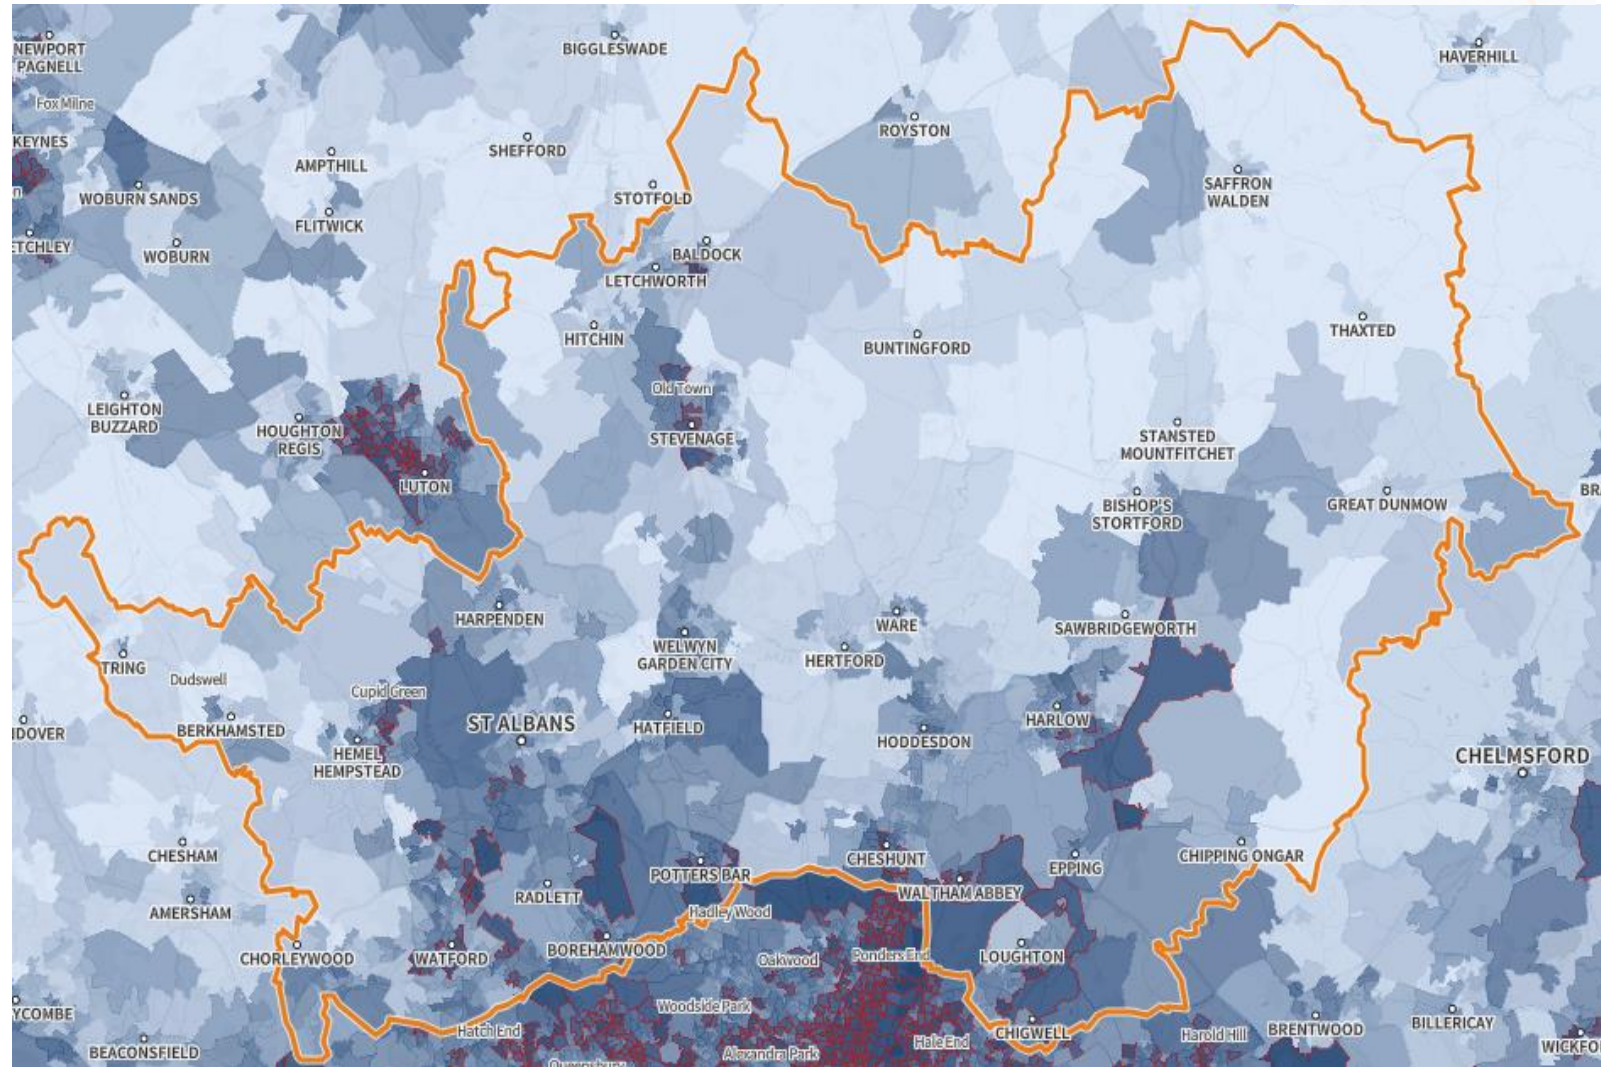 NEWPORT
PAGNELL
BIGGLESWADE
HAVERHILL
Fox Milne
ROYSTON
KEYNES
SHEFFORD
AMPTHILL
WOBURN SANDS
STOTFOLD
SAFFRON
WALDEN
n
FLITWICK
ETCHLEY
WOBURN
BALDOCK
LETCHWORTH
THAXTED
HITCHIN
BUNTINGFORD
Old Town
LEIGHTON
BUZZARD
HOUGHTON
REGIS
STEVENAGE
STANSTED
MOUNTFITCHET
LUTON
BISHOP'S
STORTFORD
GREAT DUNMOW
BR
HARPENDEN
WARE
SAWBRIDGEWORTH
WELWYN
GARDEN CITY
HERTFORD
TRING
Dudswell
Cupid Green
NDOVER
BERKHAMSTED
ST ALBANS
HATFIELD
HODDESDON
HARLOW
HEMEL
HEMPSTEAD
CHELMSFORD
CHESHAM
CHESHUNT
CHIPPING ONGAR
POTTERS BAR
EPPING
RADLETT
WALTHAM ABBEY
AMERSHAM
Hadley Wood
CHORLEYWOOD
WATFORD
BOREHAMWOOD
Oakwood
Ponders End
LOUGHTON
YCOMBE
Woodside Park
Hatch End
CHIGWELL
Harold Hill
BRENTWOOD
BILLERICAY
BEACONSFIELD
Alexandra Park
Hale End
WICKFO
Queensbury